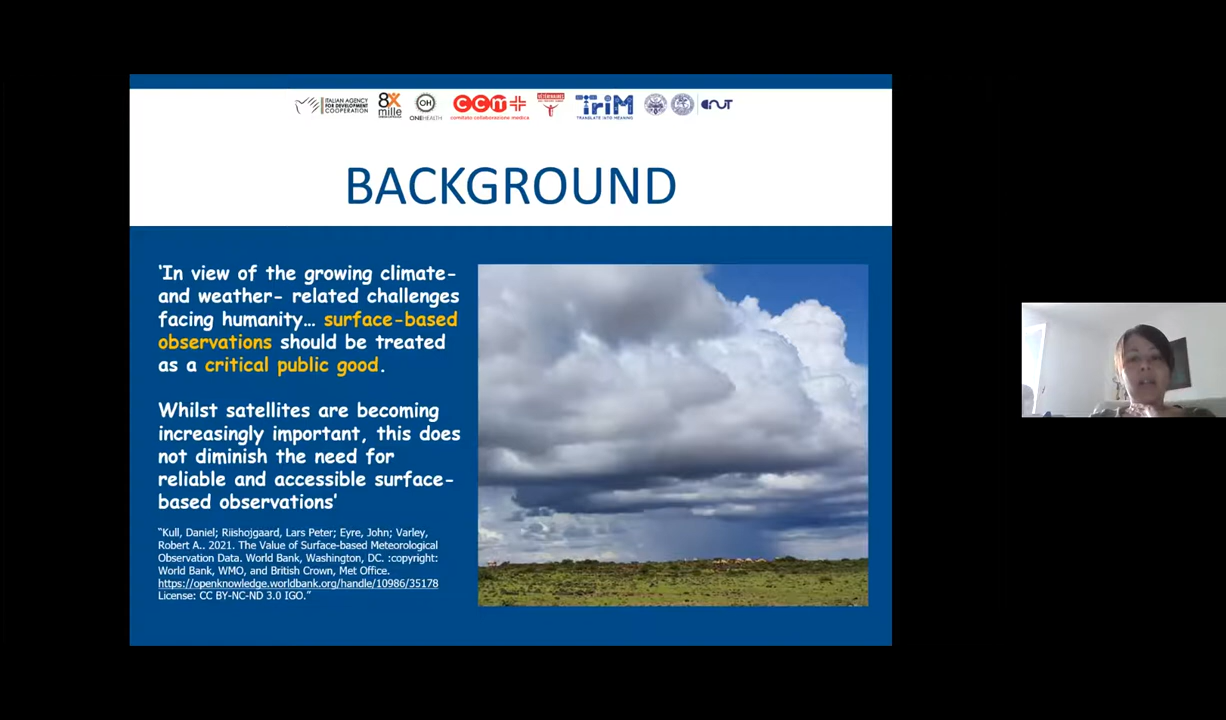 ITALIAN AGENCY
FOR DEVELOPMENT
COOPERATION
8X
mille
OH
ONEHEALTH
CCM
comitato collaborazione medica
TriM
TRANSLATE INTO MEANING
BACKGROUND
‘In view of the growing climate-
and weather- related challenges
facing humanity… surface-based
observations should be treated
as a critical public good.
Whilst satellites are becoming
increasingly important, this does
not diminish the need for
reliable and accessible surface-
based observations’
“Kull, Daniel; Riishojgaard, Lars Peter; Eyre, John; Varley,
Robert A.. 2021. The Value of Surface-based Meteorological
Observation Data. World Bank, Washington, DC. :copyright:
World Bank, WMO, and British Crown, Met Office.
https://openknowledge.worldbank.org/handle/10986/35178
License: CC BY-NC-ND 3.0 IGO.”